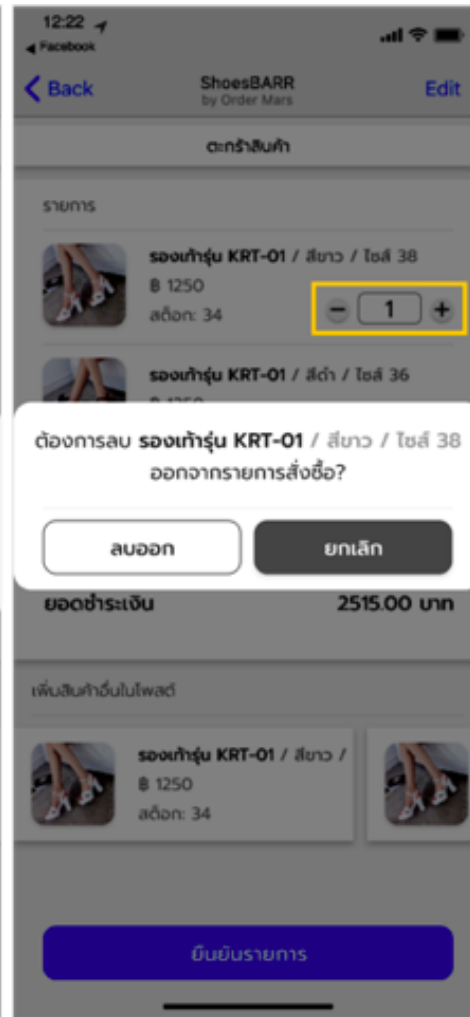 12:22
Facebook
Back
ShoesBARR
by Order Mars
Edit
ตะกร้าสินค้า
รายการ
รองเท้ารุ่น KRT-01 / สีขาว / ไซส์ 38
฿ 1250
สต็อก: 34
1
รองเท้ารุ่น KRT-01 / สีดำ / ไซส์ 36
ต้องการลบ รองเท้ารุ่น KRT-01 / สีขาว / ไซส์ 38
ออกจากรายการสั่งซื้อ?
ลบออก
ยกเลิก
ยอดชำระเงิน
2515.00 บาท
เพิ่มสินค้าอื่นในโพสต์
รองเท้ารุ่น KRT-01 / สีขาว /
฿ 1250
สต็อก: 34
ยืนยันรายการ